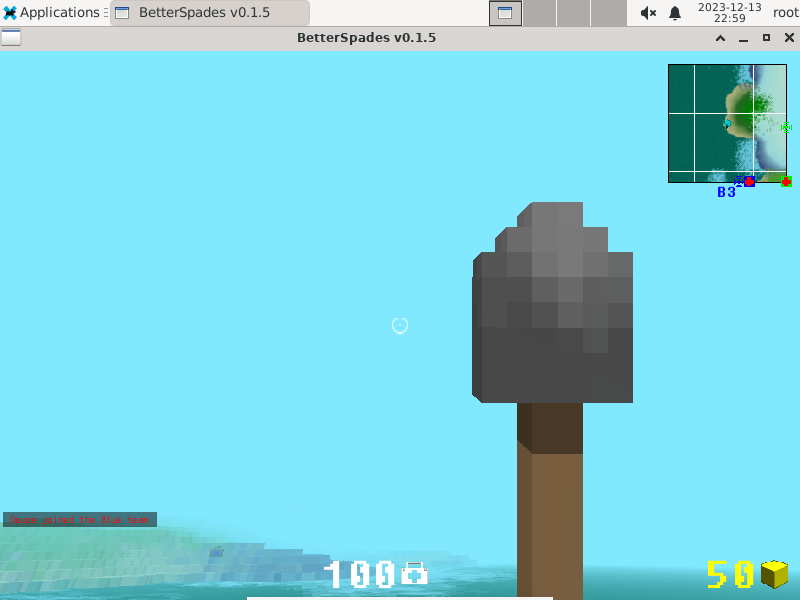 Applications
BetterSpades v0.1.5
2023-12-13
22:59
root
BetterSpades v0.1.5
B3
Deuce joined the Blue team
100
50